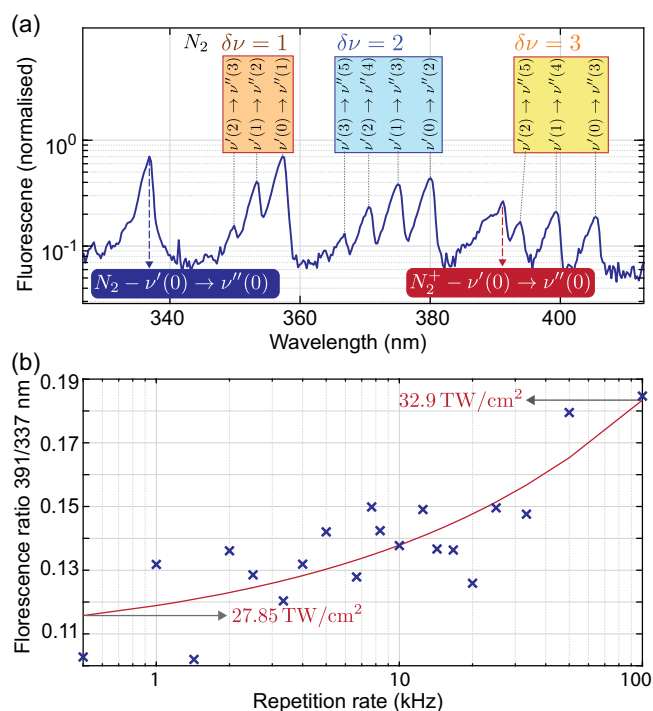 (a)
N₂ δν = 1 δν = 2 δν = 3
ν′(2) → ν″(3)
ν′(1) → ν″(2)
ν′(0) → ν″(1)
ν′(3) → ν″(5)
ν′(2) → ν″(4)
ν′(1) → ν″(3)
ν′(0) → ν″(2)
ν′(2) → ν″(5)
ν′(1) → ν″(4)
ν′(0) → ν″(3)
Fluorescene (normalised)
10⁰
10⁻¹
N₂ − ν′(0) → ν″(0)
N₂⁺ − ν′(0) → ν″(0)
340 360 380 400
Wavelength (nm)
(b)
Florescence ratio 391/337 nm
0.19
0.17
0.15
0.13
0.11
32.9 TW/cm²
27.85 TW/cm²
1 10 100
Repetition rate (kHz)